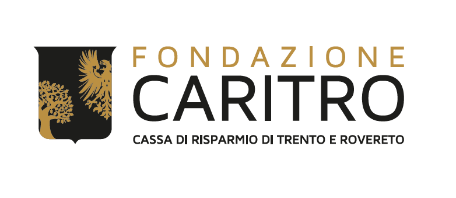 FONDAZIONE
CARITRO
CASSA DI RISPARMIO DI TRENTO E ROVERETO